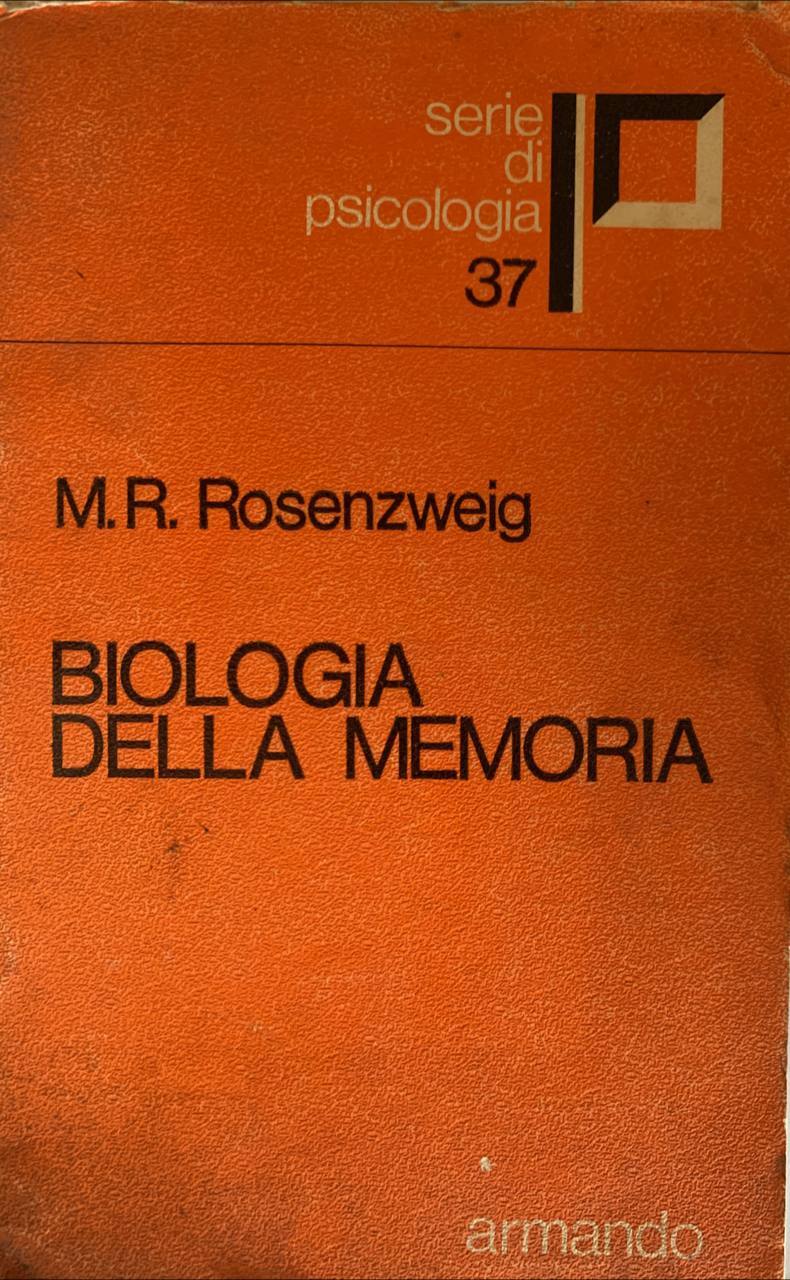 serie
di
psicologia
37
M.R. Rosenzweig
BIOLOGIA
DELLA MEMORIA
armando